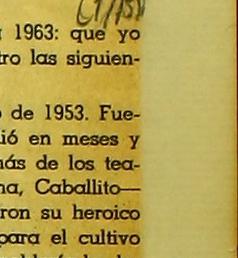 1963: que yo
tro las siguien-
de 1953. Fue-
ió en meses y
nás de los tea-
na, Caballito—
ron su heroico
para el cultivo